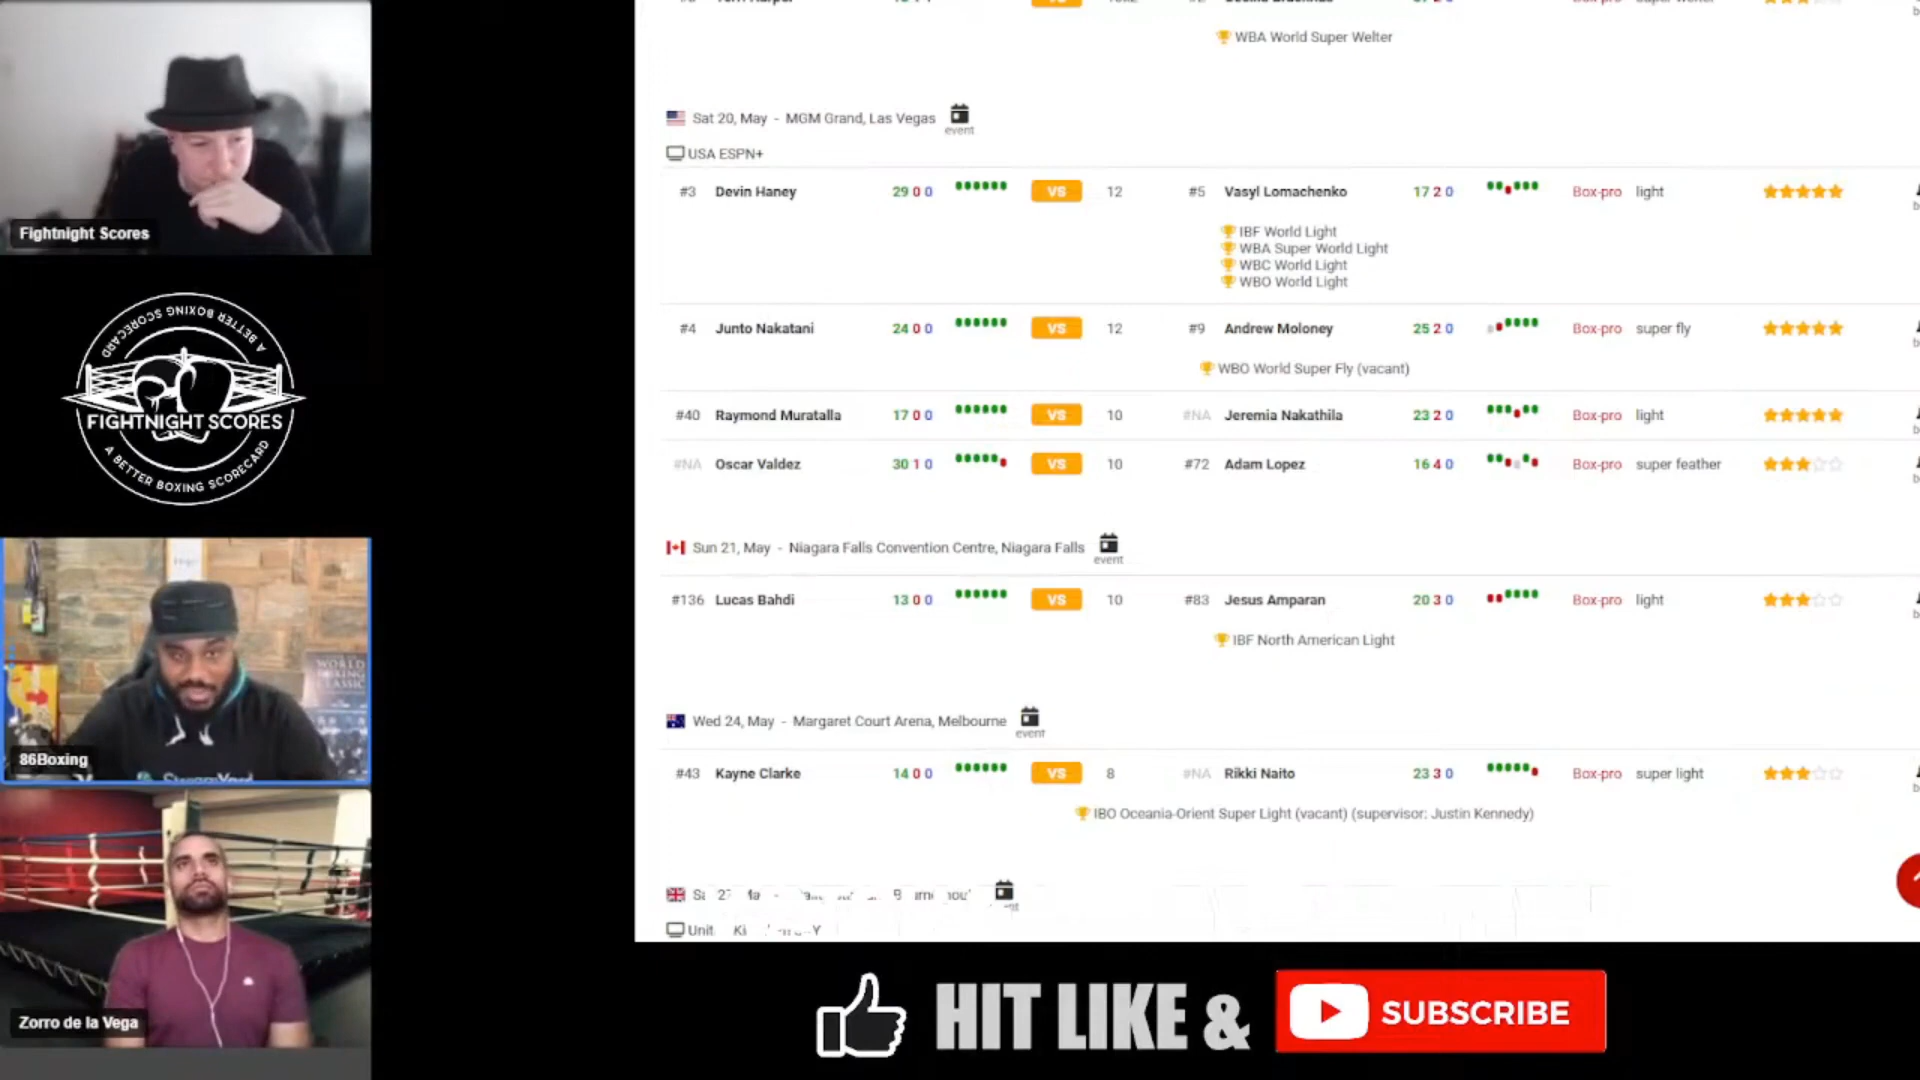 Fightnight Scores
FIGHTNIGHT SCORES
A BETTER BOXING SCORECARD
A BETTER BOXING SCORECARD
WORLD
BOXING
CLASSIC
86Boxing
Zorro de la Vega
WBA World Super Welter
Sat 20, May - MGM Grand, Las Vegas event
USA ESPN+
#3 Devin Haney 29 0 0 VS 12 #5 Vasyl Lomachenko 17 2 0 Box-pro light
IBF World Light
WBA Super World Light
WBC World Light
WBO World Light
#4 Junto Nakatani 24 0 0 VS 12 #9 Andrew Moloney 25 2 0 Box-pro super fly
WBO World Super Fly (vacant)
#40 Raymond Muratalla 17 0 0 VS 10 #NA Jeremia Nakathila 23 2 0 Box-pro light
#NA Oscar Valdez 30 1 0 VS 10 #72 Adam Lopez 16 4 0 Box-pro super feather
Sun 21, May - Niagara Falls Convention Centre, Niagara Falls event
#136 Lucas Bahdi 13 0 0 VS 10 #83 Jesus Amparan 20 3 0 Box-pro light
IBF North American Light
Wed 24, May - Margaret Court Arena, Melbourne event
#43 Kayne Clarke 14 0 0 VS 8 #NA Rikki Naito 23 3 0 Box-pro super light
IBO Oceania-Orient Super Light (vacant) (supervisor: Justin Kennedy)
HIT LIKE & SUBSCRIBE